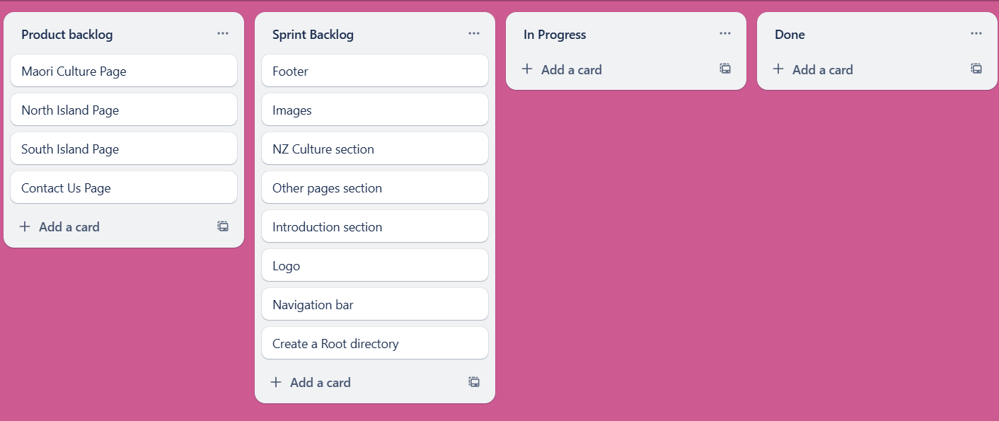 Product backlog
Maori Culture Page
North Island Page
South Island Page
Contact Us Page
Add a card
Sprint Backlog
Footer
Images
NZ Culture section
Other pages section
Introduction section
Logo
Navigation bar
Create a Root directory
Add a card
In Progress
Add a card
Done
Add a card